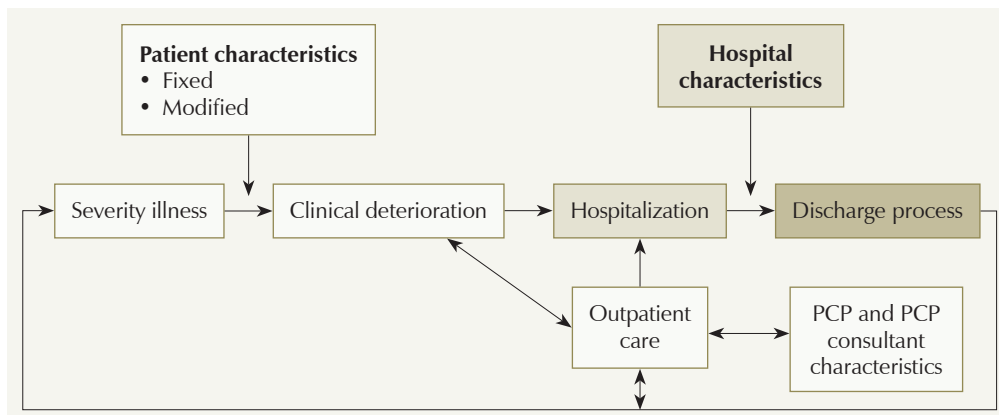 Patient characteristics
• Fixed
• Modified
Hospital
characteristics
Severity illness
Clinical deterioration
Hospitalization
Discharge process
Outpatient
care
PCP and PCP
consultant
characteristics